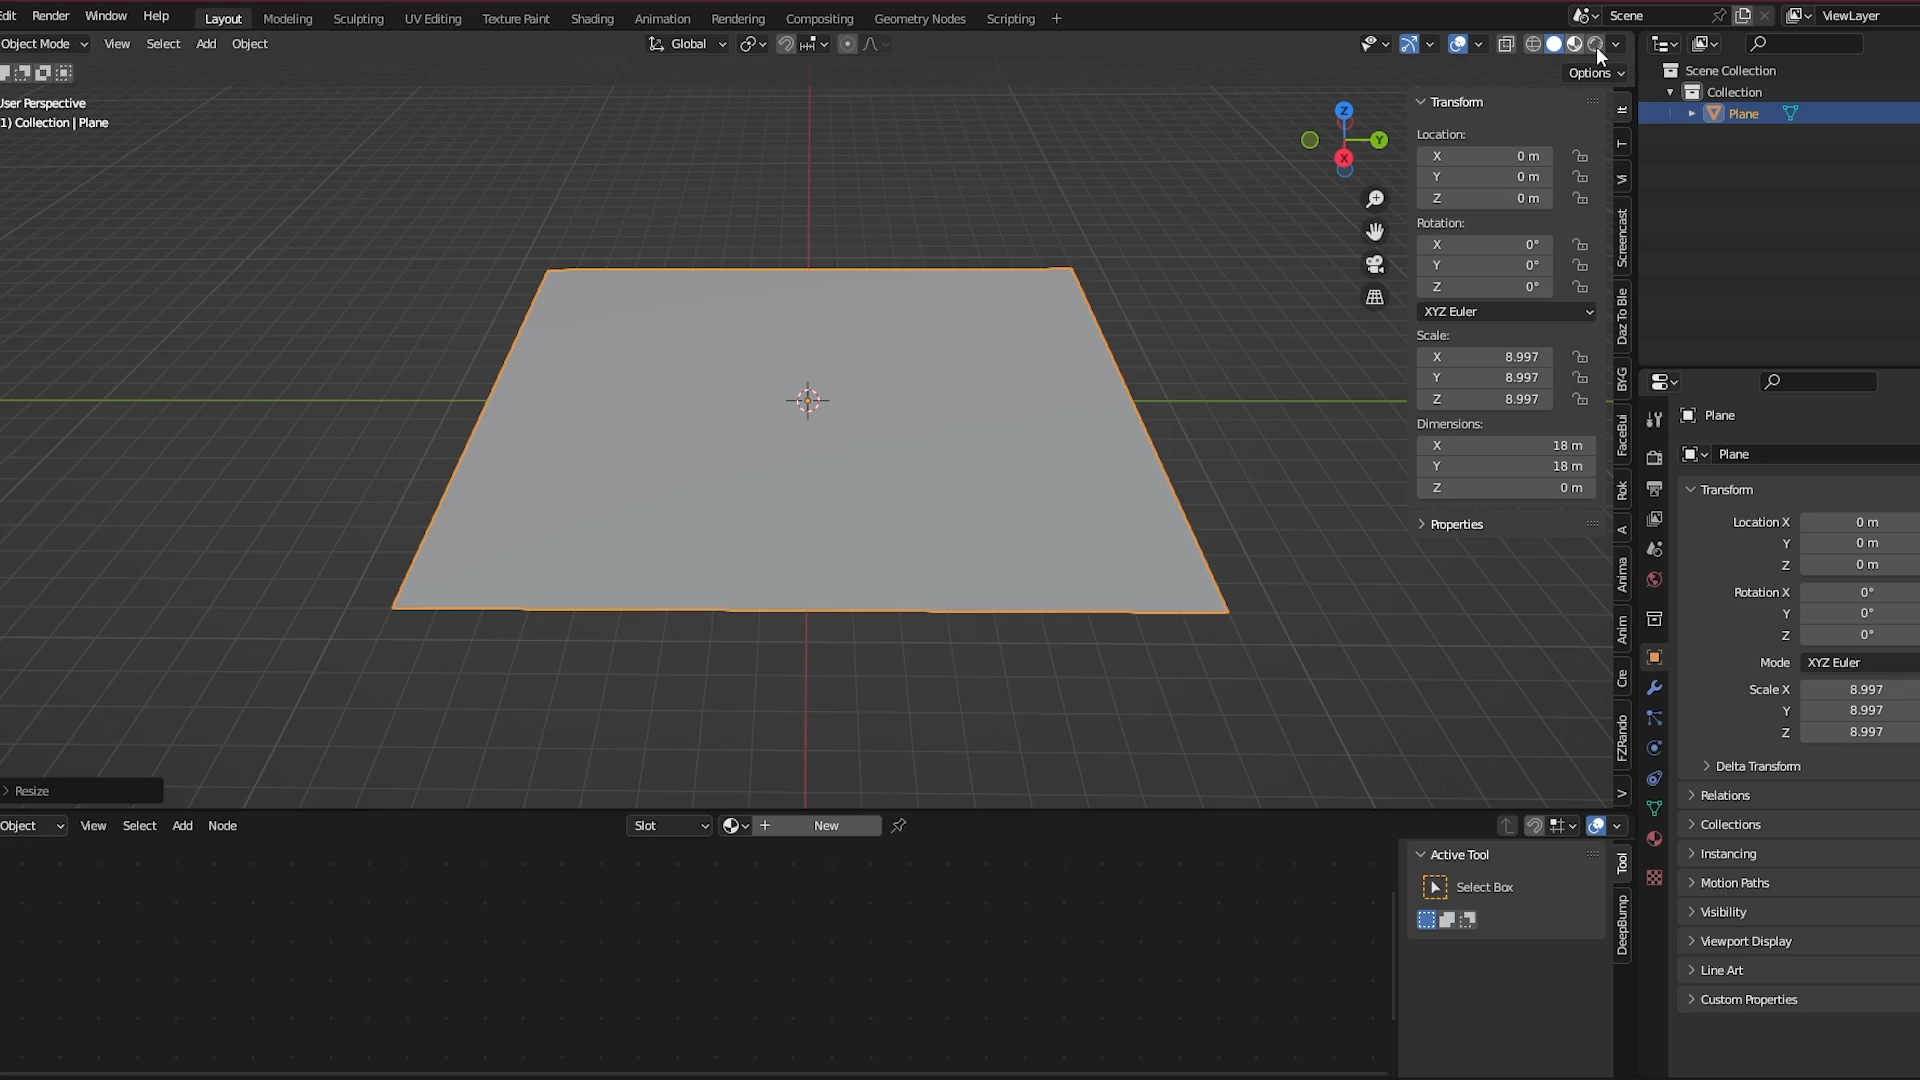 Edit Render Window Help Layout Modeling Sculpting UV Editing Texture Paint Shading Animation Rendering Compositing Geometry Nodes Scripting + Scene ViewLayer
Object Mode View Select Add Object Global
Options
User Perspective
1) Collection | Plane
Z
Y
X
Transform
Location:
X 0 m
Y 0 m
Z 0 m
Rotation:
X 0°
Y 0°
Z 0°
XYZ Euler
Scale:
X 8.997
Y 8.997
Z 8.997
Dimensions:
X 18 m
Y 18 m
Z 0 m
Properties
It
T
Vi
Screencast
Daz To Ble
BY-G
FaceBui
Rok
A
Anima
Anim
Cre
FZRando
V
Scene Collection
Collection
Plane
Plane
Plane
Transform
Location X 0 m
Y 0 m
Z 0 m
Rotation X 0°
Y 0°
Z 0°
Mode XYZ Euler
Scale X 8.997
Y 8.997
Z 8.997
Delta Transform
Relations
Collections
Instancing
Motion Paths
Visibility
Viewport Display
Line Art
Custom Properties
Resize
Object View Select Add Node Slot + New
Active Tool
Select Box
Tool
DeepBump